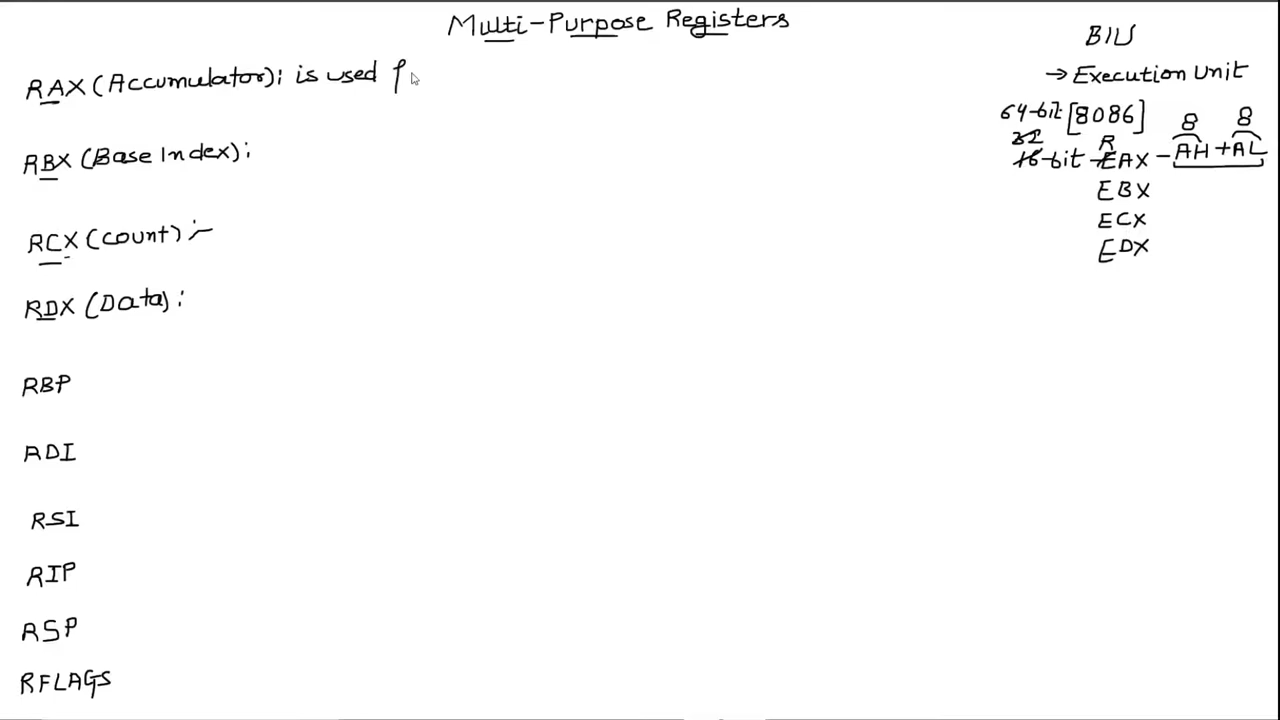 Multi-Purpose Registers
RAX (Accumulator): is used f
RBX (Base Index):
RCX (count) :-
RDX (Data) :
RBP
RDI
RSI
RIP
RSP
RFLAGS
BIU
→ Execution Unit
64-bit [8086] 8 8
32 R
16-bit - EAX - AH + AL
EBX
ECX
EDX